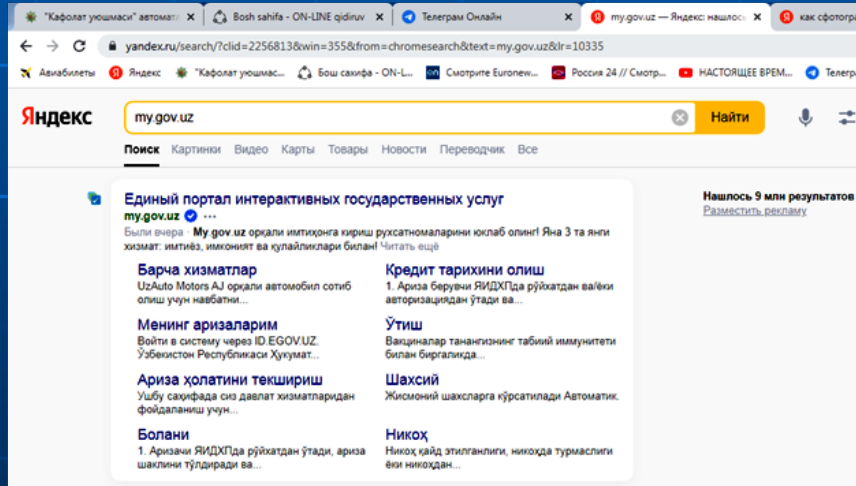 "Кафолат уюшмаси" автомат
Bosh sahifa - ON-LINE qidiruv
Телеграм Онлайн
my.gov.uz — Яндекс: нашлось
как сфотогра
yandex.ru/search/?clid=2256813&win=355&from=chromesearch&text=my.gov.uz&lr=10335
Авиабилеты
Яндекс
"Кафолат уюшмас...
Бош сахифа - ON-L...
Смотрите Euronew...
Россия 24 // Смотр...
НАСТОЯЩЕЕ ВРЕМ...
Телегр
Яндекс
my.gov.uz
Найти
Поиск Картинки Видео Карты Товары Новости Переводчик Все
Единый портал интерактивных государственных услуг
my.gov.uz
Были вчера · My.gov.uz орқали имтиҳонга кириш рухсатномаларини юклаб олинг! Яна 3 та янги
хизмат: имтиёз, имконият ва қулайликлари билан! Читать ещё
Барча хизматлар
UzAuto Motors AJ орқали автомобил сотиб
олиш учун навбатни...
Кредит тарихини олиш
1. Ариза берувчи ЯИДХПда рўйхатдан ва/ёки
авторизациядан ўтади ва...
Менинг аризаларим
Войти в систему через ID.EGOV.UZ.
Ўзбекистон Республикаси Ҳукумат...
Ўтиш
Вакциналар танангизнинг табиий иммунитети
билан биргаликда...
Ариза ҳолатини текшириш
Ушбу саҳифада сиз давлат хизматларидан
фойдаланиш учун...
Шахсий
Жисмоний шахсларга кўрсатилади Автоматик.
Болани
1. Аризачи ЯИДХПда рўйхатдан ўтади, ариза
шаклини тўлдиради ва...
Никоҳ
Никоҳ қайд этилганлиги, никоҳда турмаслиги
ёки никоҳдан...
Нашлось 9 млн результатов
Разместить рекламу